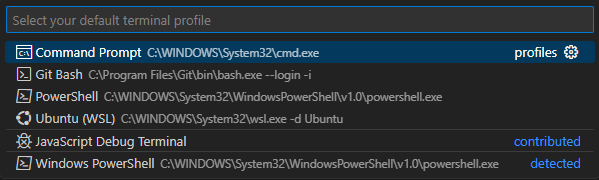 Select your default terminal profile
Command Prompt C:\WINDOWS\System32\cmd.exe profiles
Git Bash C:\Program Files\Git\bin\bash.exe --login -i
PowerShell C:\WINDOWS\System32\WindowsPowerShell\v1.0\powershell.exe
Ubuntu (WSL) C:\WINDOWS\System32\wsl.exe -d Ubuntu
JavaScript Debug Terminal contributed
Windows PowerShell C:\WINDOWS\System32\WindowsPowerShell\v1.0\powershell.exe detected